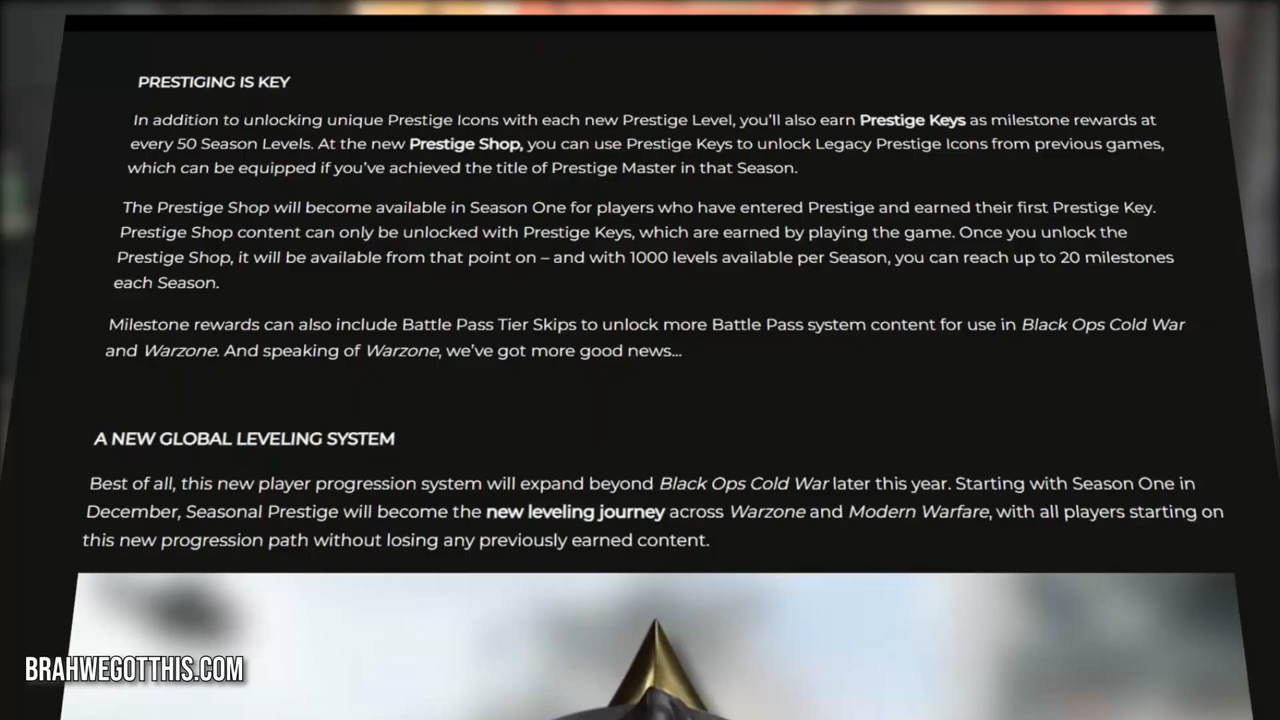 PRESTIGING IS KEY
In addition to unlocking unique Prestige Icons with each new Prestige Level, you'll also earn Prestige Keys as milestone rewards at
every 50 Season Levels. At the new Prestige Shop, you can use Prestige Keys to unlock Legacy Prestige Icons from previous games,
which can be equipped if you've achieved the title of Prestige Master in that Season.
The Prestige Shop will become available in Season One for players who have entered Prestige and earned their first Prestige Key.
Prestige Shop content can only be unlocked with Prestige Keys, which are earned by playing the game. Once you unlock the
Prestige Shop, it will be available from that point on – and with 1000 levels available per Season, you can reach up to 20 milestones
each Season.
Milestone rewards can also include Battle Pass Tier Skips to unlock more Battle Pass system content for use in Black Ops Cold War
and Warzone. And speaking of Warzone, we've got more good news...
A NEW GLOBAL LEVELING SYSTEM
Best of all, this new player progression system will expand beyond Black Ops Cold War later this year. Starting with Season One in
December, Seasonal Prestige will become the new leveling journey across Warzone and Modern Warfare, with all players starting on
this new progression path without losing any previously earned content.
BRAHWEGOTTHIS.COM